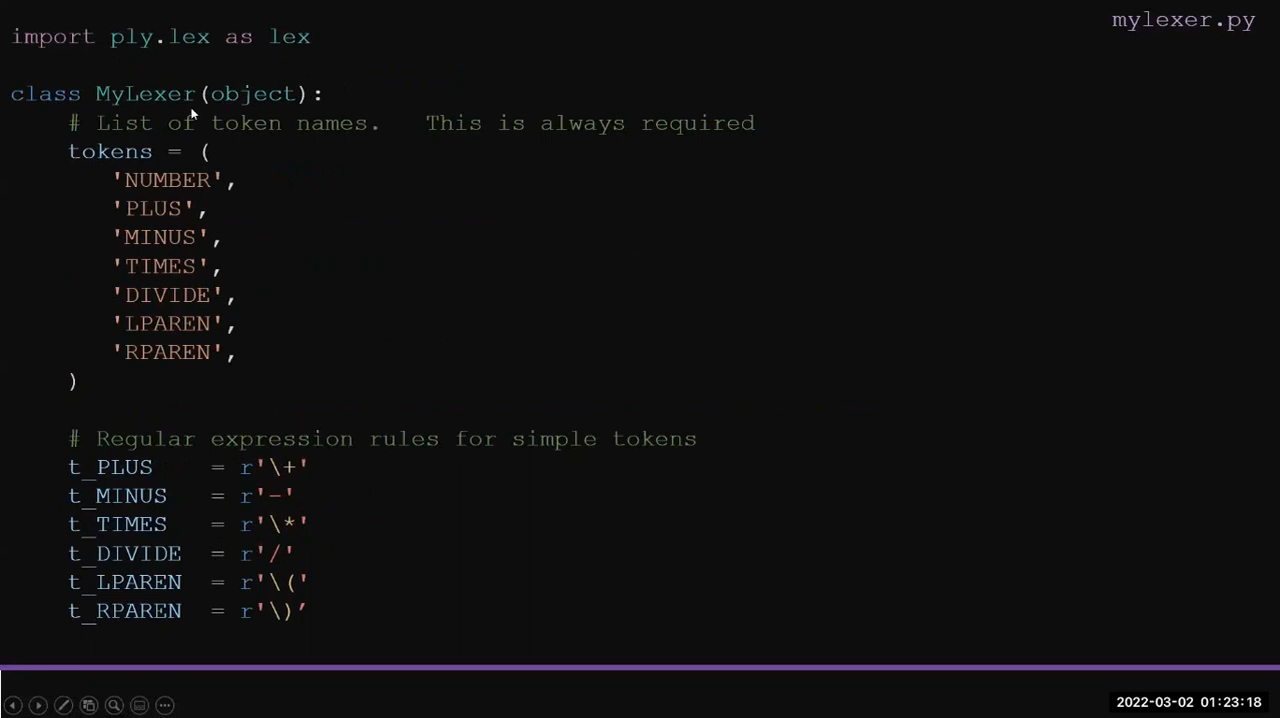 mylexer.py
import ply.lex as lex
class MyLexer(object):
    # List of token names.   This is always required
    tokens = (
       'NUMBER',
       'PLUS',
       'MINUS',
       'TIMES',
       'DIVIDE',
       'LPAREN',
       'RPAREN',
    )
    # Regular expression rules for simple tokens
    t_PLUS    = r'\+'
    t_MINUS   = r'-'
    t_TIMES   = r'\*'
    t_DIVIDE  = r'/'
    t_LPAREN  = r'\('
    t_RPAREN  = r'\)’
2022-03-02 01:23:18